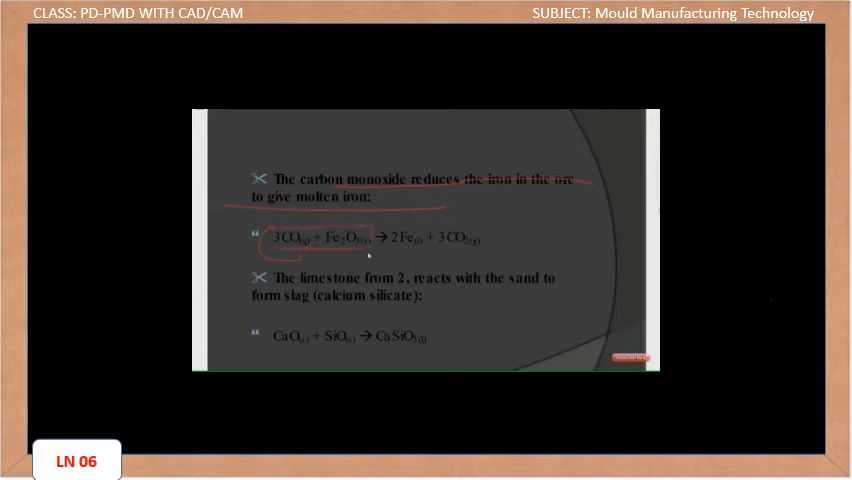 CLASS: PD-PMD WITH CAD/CAM
SUBJECT: Mould Manufacturing Technology
The carbon monoxide reduces the iron in the ore
to give molten iron:
3CO(g) + Fe2O3(s) → 2Fe(l) + 3CO2(g)
The limestone from 2, reacts with the sand to
form slag (calcium silicate):
CaO(s) + SiO(s) → CaSiO3(l)
LN 06